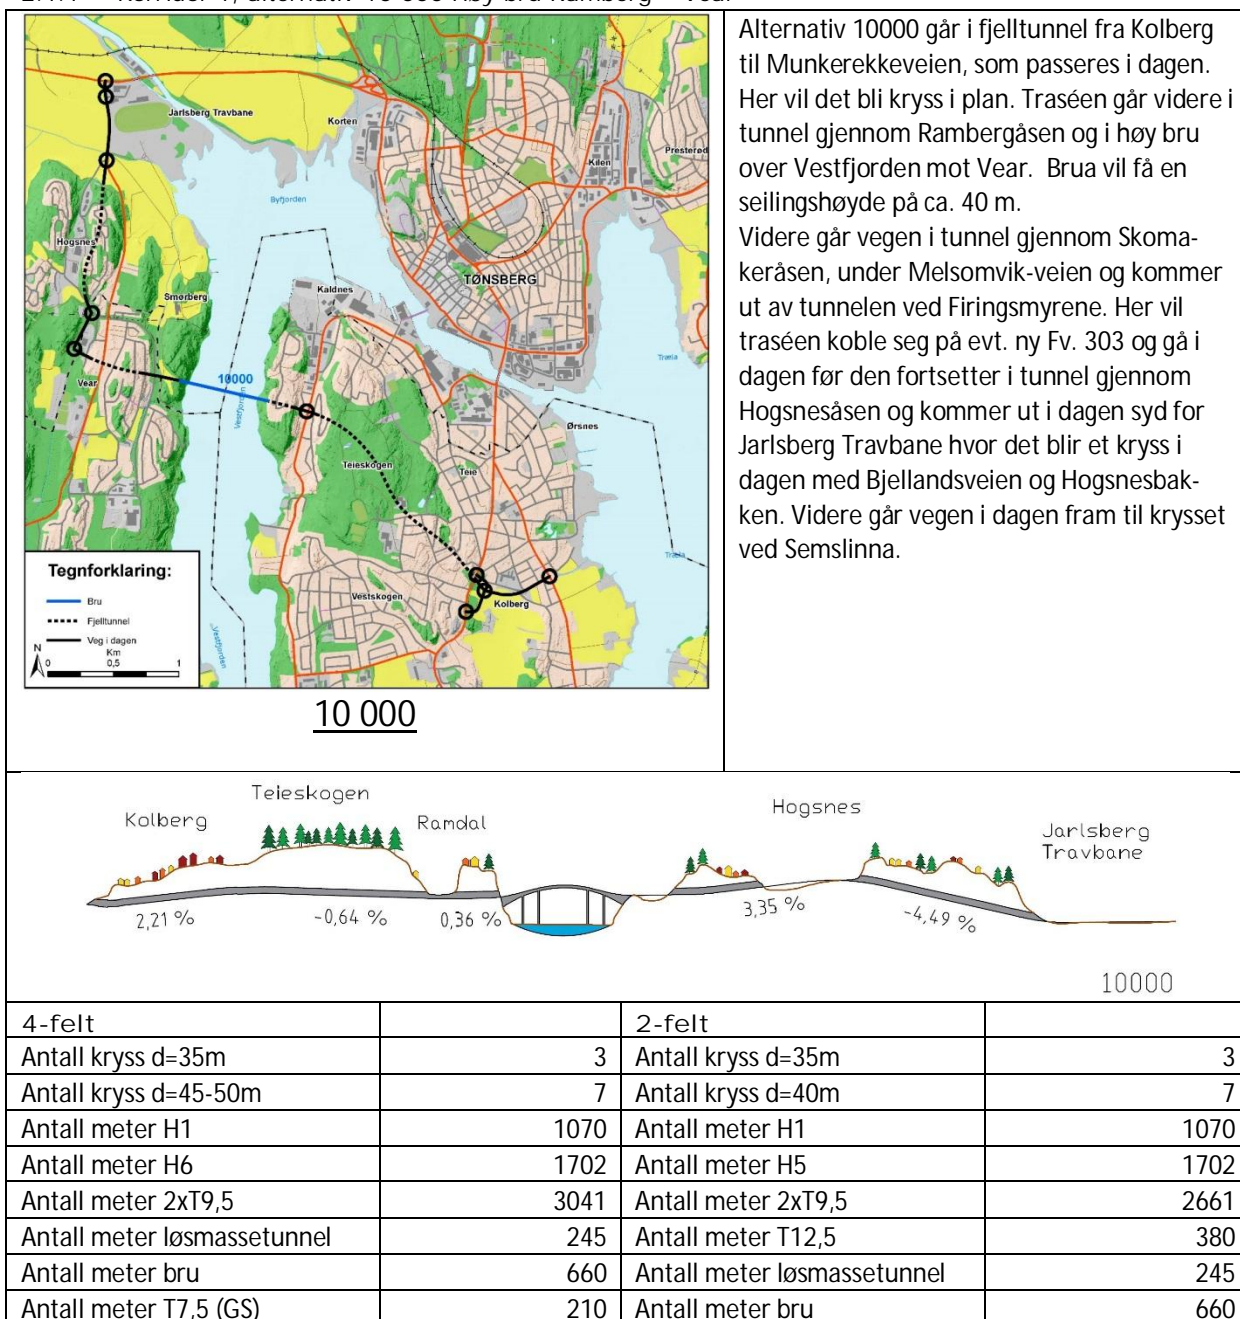 Alternativ 10000 går i fjelltunnel fra Kolberg
til Munkerekkeveien, som passeres i dagen.
Her vil det bli kryss i plan. Traséen går videre i
tunnel gjennom Rambergåsen og i høy bru
over Vestfjorden mot Vear. Brua vil få en
seilingshøyde på ca. 40 m.
Videre går vegen i tunnel gjennom Skoma-
keråsen, under Melsomvik-veien og kommer
ut av tunnelen ved Firingsmyrene. Her vil
traséen koble seg på evt. ny Fv. 303 og gå i
dagen før den fortsetter i tunnel gjennom
Hogsnesåsen og kommer ut i dagen syd for
Jarlsberg Travbane hvor det blir et kryss i
dagen med Bjellandsveien og Hogsnesbak-
ken. Videre går vegen i dagen fram til krysset
ved Semslinna.
Jarlsberg Travbane
Korten
Presterød
Kilen
Byfjorden
Hogsnes
TØNSBERG
Smørberg
Kaldnes
Træla
Vear
10000
Vestfjorden
Ørsnes
Teieskogen
Teie
Træla
Vestskogen
Kolberg
Vestfjorden
Tegnforklaring:
Bru
Fjelltunnel
Veg i dagen
N
Km
0 0,5 1
10 000
Teieskogen
Kolberg
Ramdal
Hogsnes
Jarlsberg
Travbane
2,21 % -0,64 % 0,36 % 3,35 % -4,49 %
10000
4-felt 2-felt
Antall kryss d=35m 3 Antall kryss d=35m 3
Antall kryss d=45-50m 7 Antall kryss d=40m 7
Antall meter H1 1070 Antall meter H1 1070
Antall meter H6 1702 Antall meter H5 1702
Antall meter 2xT9,5 3041 Antall meter 2xT9,5 2661
Antall meter løsmassetunnel 245 Antall meter T12,5 380
Antall meter bru 660 Antall meter løsmassetunnel 245
Antall meter T7,5 (GS) 210 Antall meter bru 660